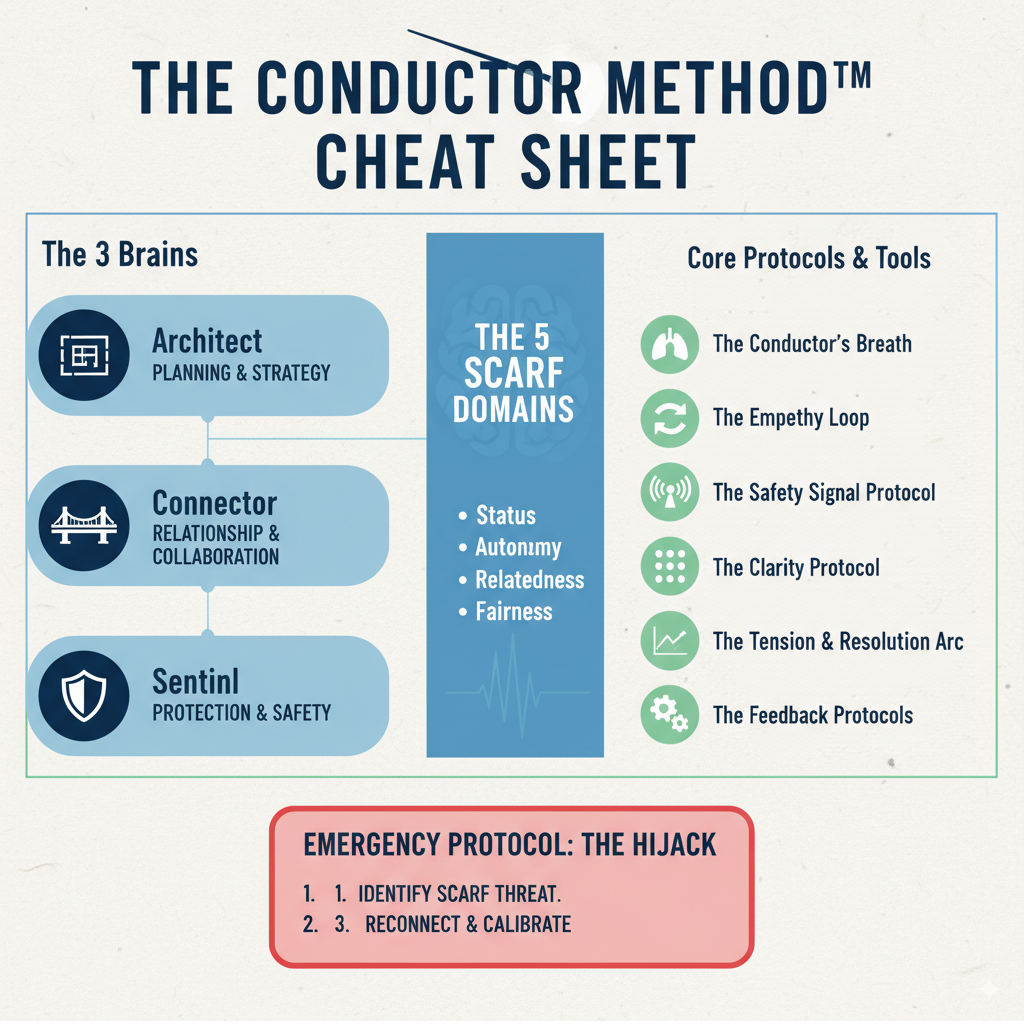 THE CONDUCTOR METHOD™
CHEAT SHEET
The 3 Brains
Architect
PLANNING & STRATEGY
Connector
RELATIONSHIP &
COLLABORATION
Sentinl
PROTECTION & SAFETY
THE 5
SCARF
DOMAINS
• Status
• Autonımy
• Relatedness
• Fairness
Core Protocols & Tools
The Conductor's Breath
The Empethy Loop
The Safety Signal Protocol
The Clarity Protocol
The Tension & Resolution Arc
The Feedback Protocols
EMERGENCY PROTOCOL: THE HIJACK
1. 1. IDENTIFY SCARF THREAT.
2. 3. RECONNECT & CALIBRATE